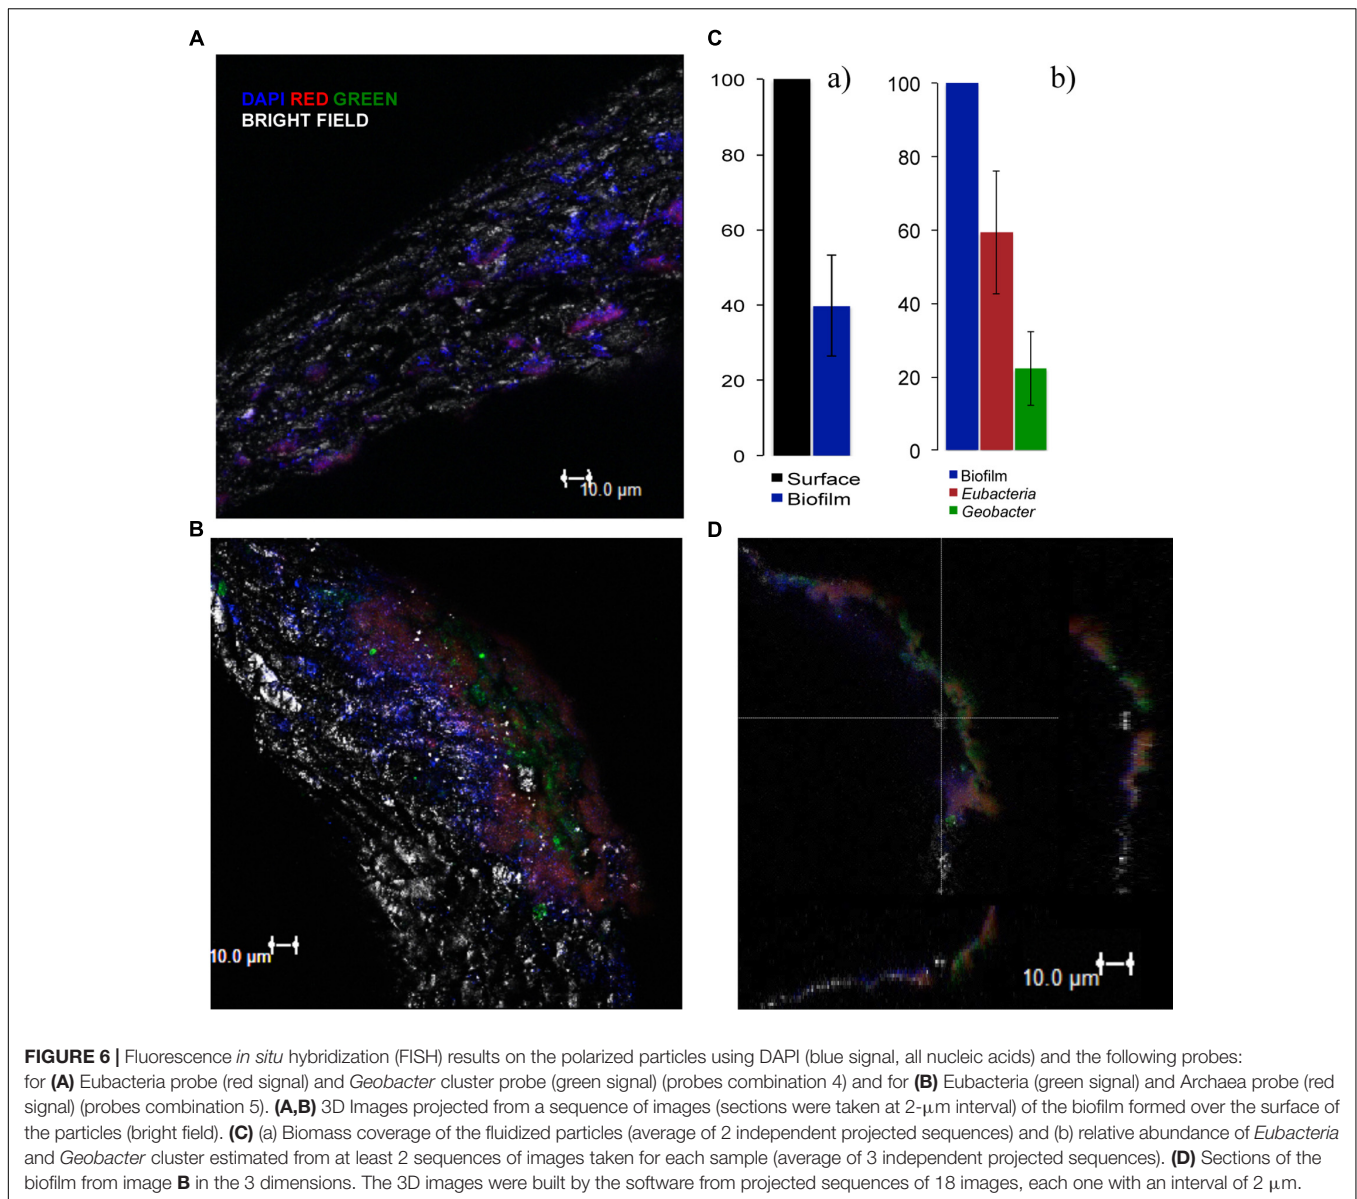 A
DAPI RED GREEN
BRIGHT FIELD
10.0 µm
C
a)
100
80
60
40
20
0
Surface
Biofilm
b)
100
80
60
40
20
0
Biofilm
Eubacteria
Geobacter
B
10.0 µm
D
10.0 µm
FIGURE 6 | Fluorescence in situ hybridization (FISH) results on the polarized particles using DAPI (blue signal, all nucleic acids) and the following probes:
for (A) Eubacteria probe (red signal) and Geobacter cluster probe (green signal) (probes combination 4) and for (B) Eubacteria (green signal) and Archaea probe (red
signal) (probes combination 5). (A,B) 3D Images projected from a sequence of images (sections were taken at 2-µm interval) of the biofilm formed over the surface of
the particles (bright field). (C) (a) Biomass coverage of the fluidized particles (average of 2 independent projected sequences) and (b) relative abundance of Eubacteria
and Geobacter cluster estimated from at least 2 sequences of images taken for each sample (average of 3 independent projected sequences). (D) Sections of the
biofilm from image B in the 3 dimensions. The 3D images were built by the software from projected sequences of 18 images, each one with an interval of 2 µm.